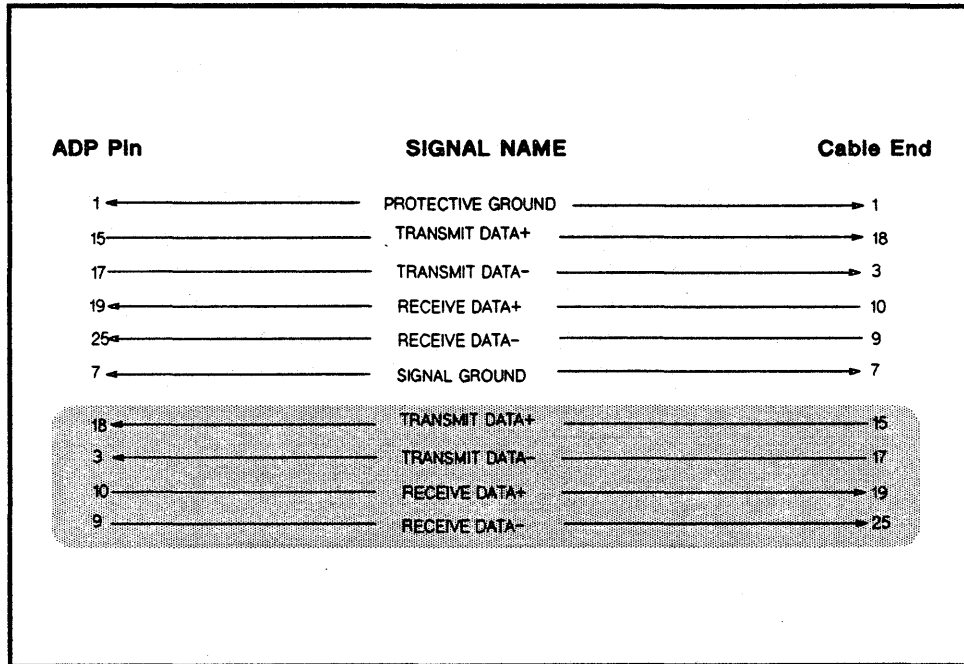 ADP Pin SIGNAL NAME Cable End
1 PROTECTIVE GROUND 1
15 TRANSMIT DATA+ 18
17 TRANSMIT DATA- 3
19 RECEIVE DATA+ 10
25 RECEIVE DATA- 9
7 SIGNAL GROUND 7
18 TRANSMIT DATA+ 15
3 TRANSMIT DATA- 17
10 RECEIVE DATA+ 19
9 RECEIVE DATA- 25